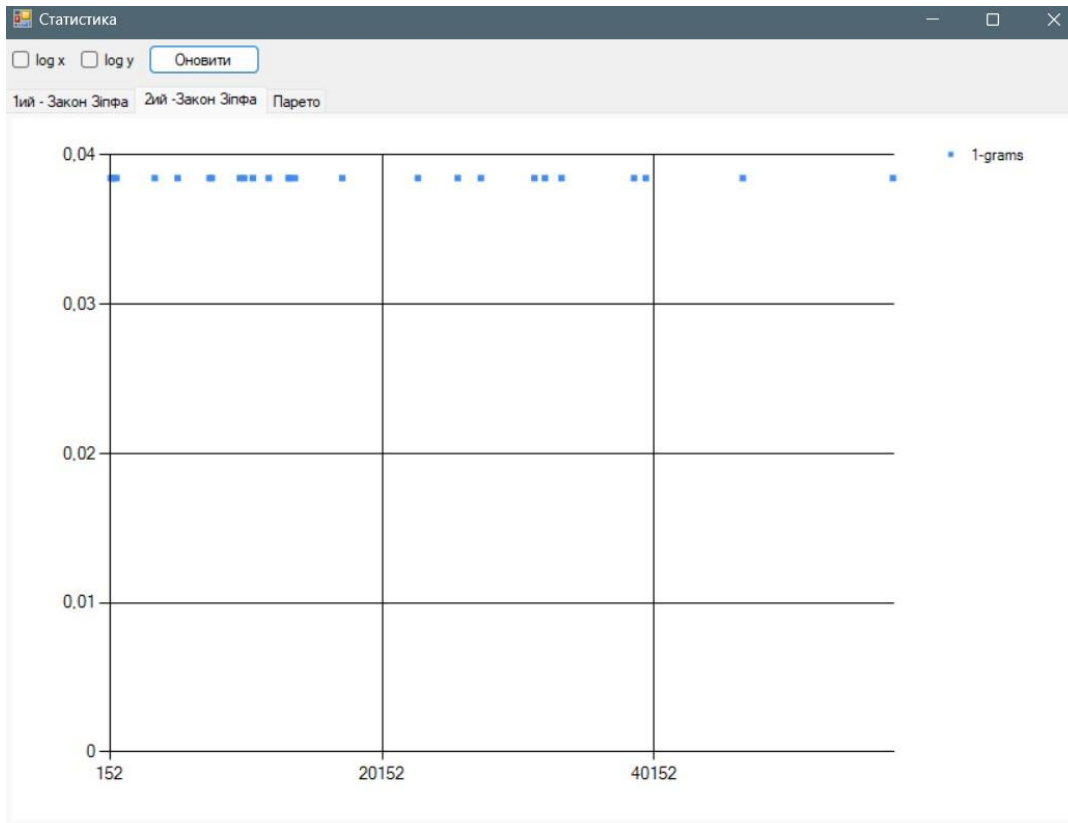 Статистика
log x log y Оновити
1ий - Закон Зіпфа 2ий -Закон Зіпфа Парето
0,04
1-grams
0,03
0,02
0,01
0
152 20152 40152